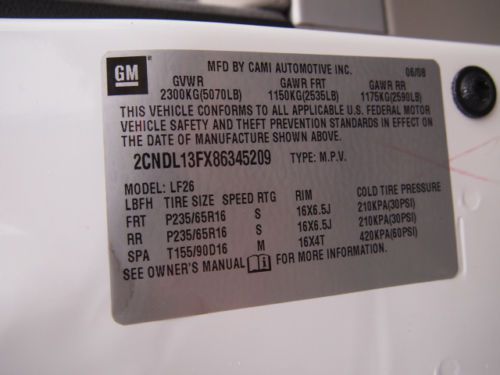 GM
MFD BY CAMI AUTOMOTIVE INC. 06/08
GVWR GAWR FRT GAWR RR
2300KG(5070LB) 1150KG(2535LB) 1175KG(2590LB)
THIS VEHICLE CONFORMS TO ALL APPLICABLE U.S. FEDERAL MOTOR
VEHICLE SAFETY AND THEFT PREVENTION STANDARDS IN EFFECT ON
THE DATE OF MANUFACTURE SHOWN ABOVE.
2CNDL13FX86345209 TYPE: M.P.V.
MODEL: LF26
LBFH TIRE SIZE SPEED RTG RIM COLD TIRE PRESSURE
FRT P235/65R16 S 16X6.5J 210KPA(30PSI)
RR P235/65R16 S 16X6.5J 210KPA(30PSI)
SPA T155/90D16 M 16X4T 420KPA(60PSI)
SEE OWNER'S MANUAL FOR MORE INFORMATION.